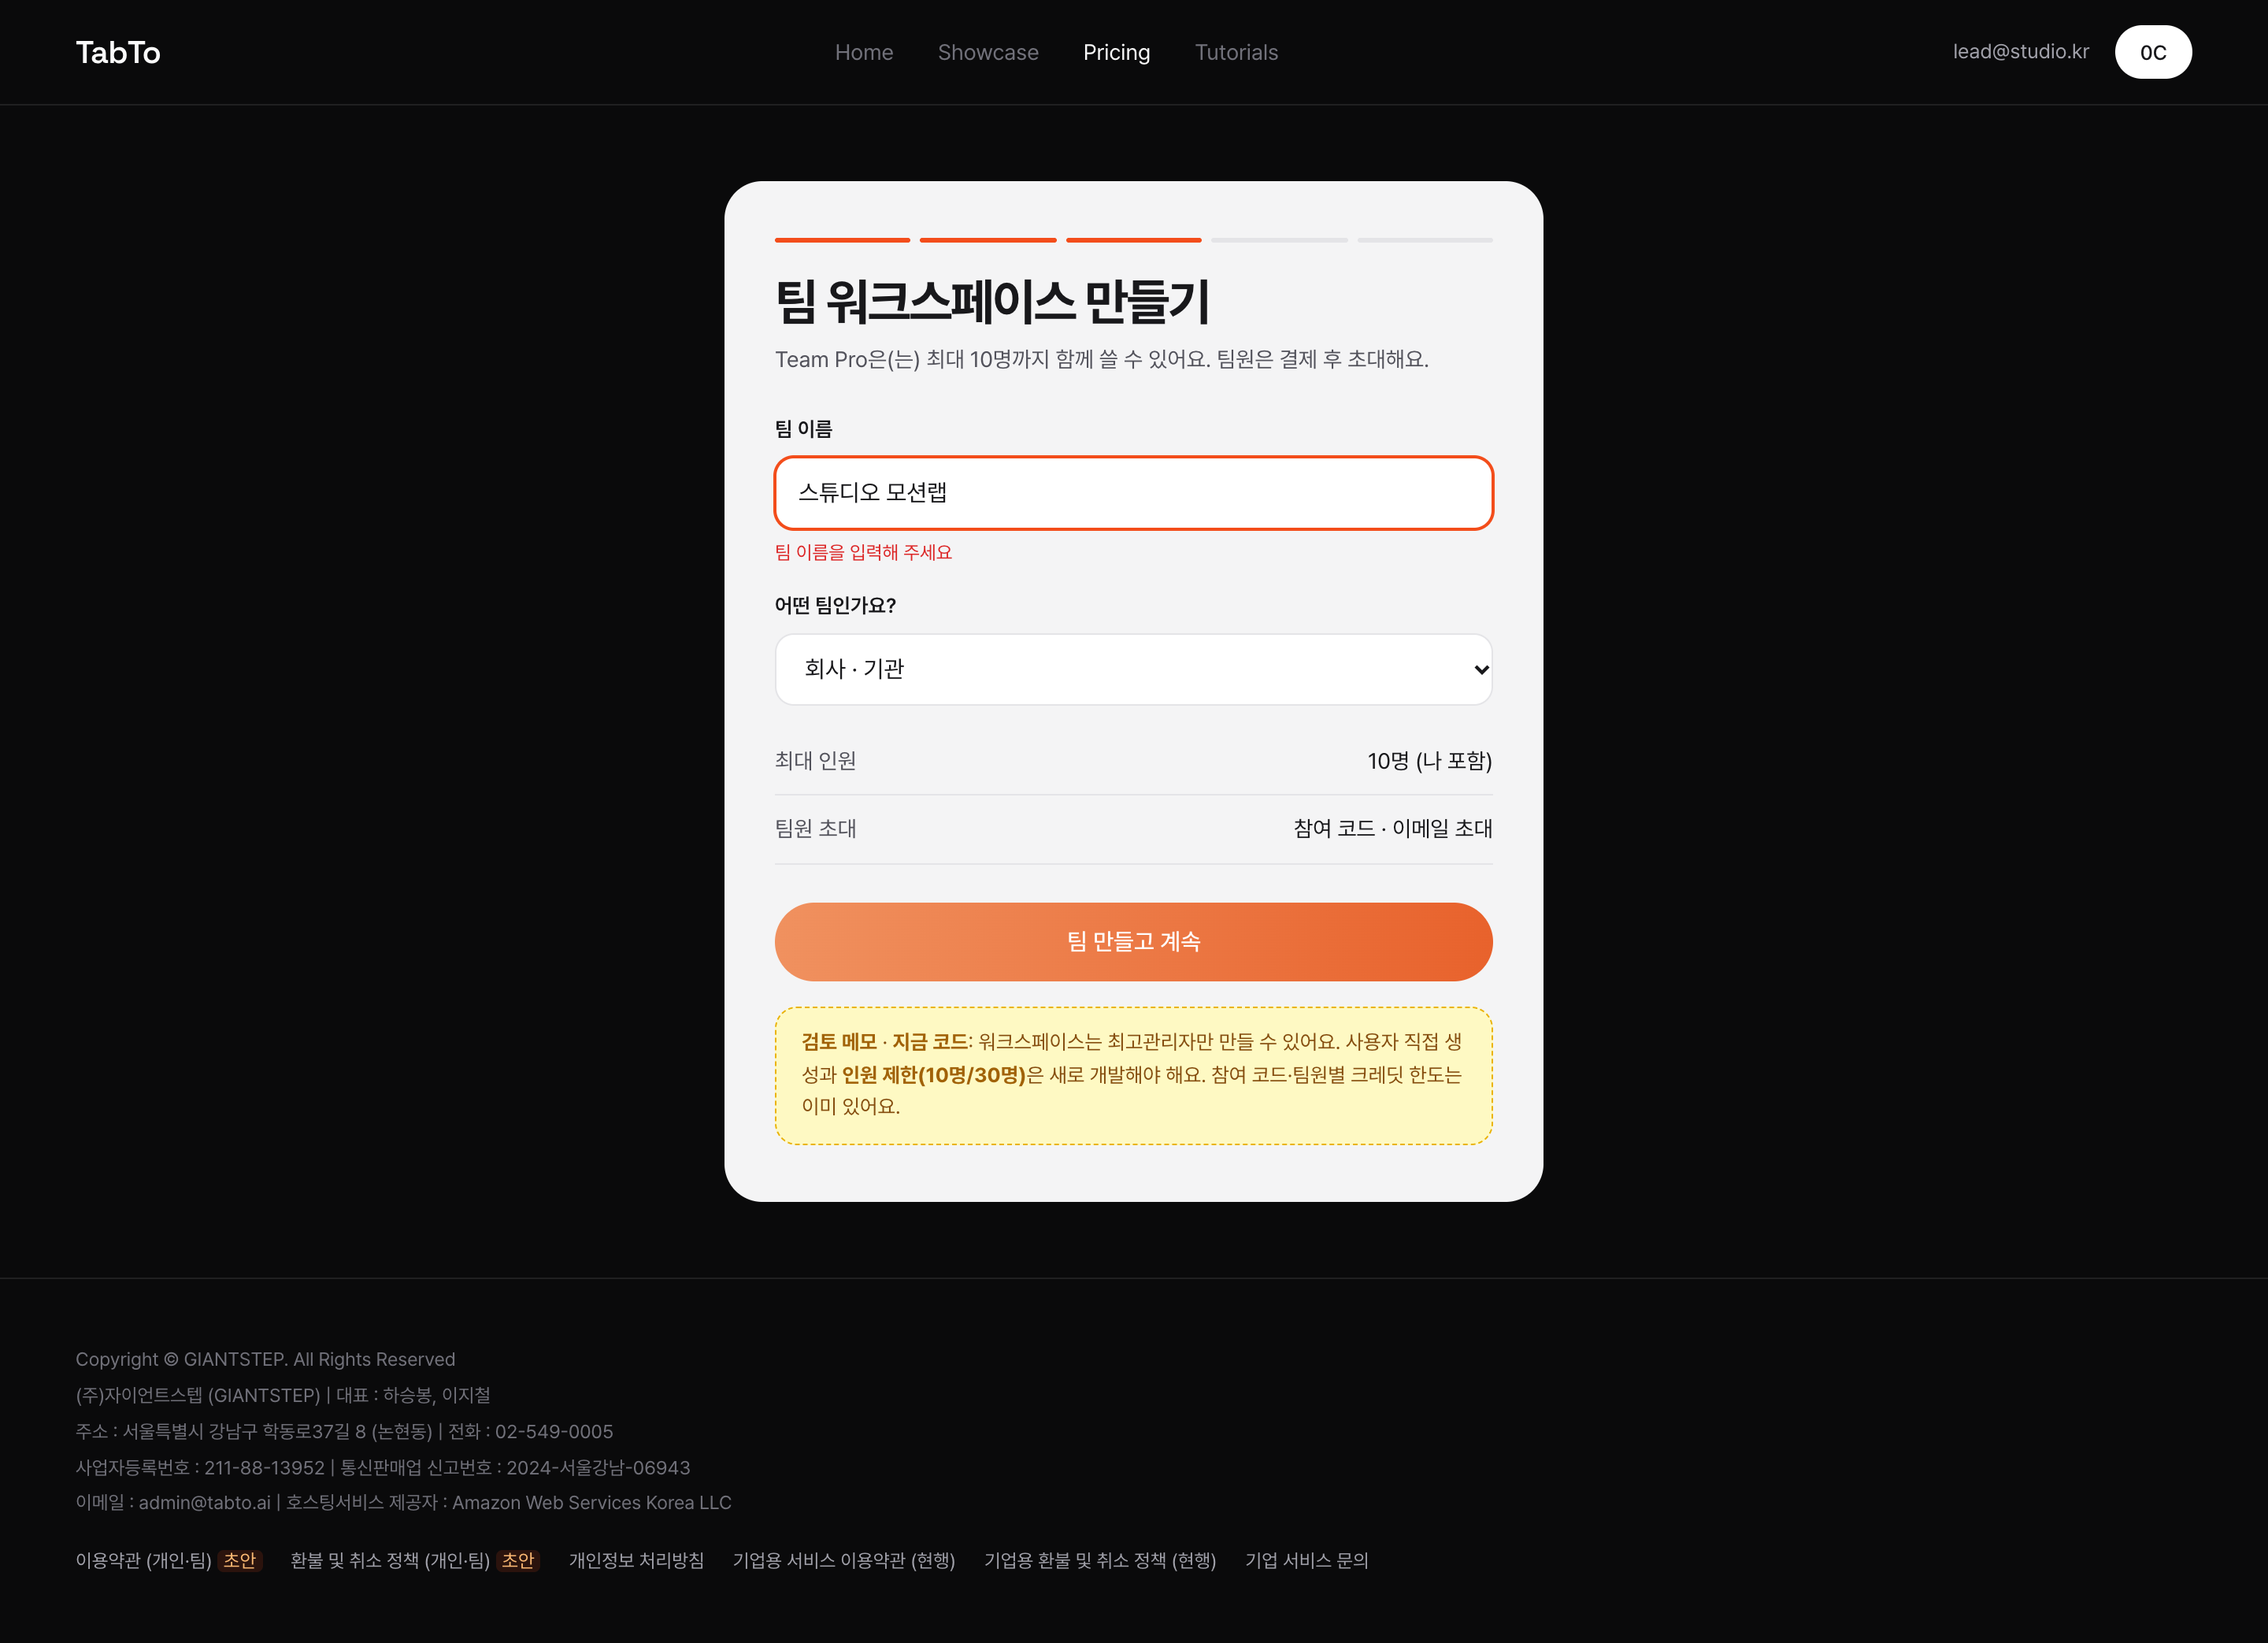 TabTo
Home
Showcase
Pricing
Tutorials
lead@studio.kr
0C
팀 워크스페이스 만들기
Team Pro은(는) 최대 10명까지 함께 쓸 수 있어요. 팀원은 결제 후 초대해요.
팀 이름
스튜디오 모션랩
팀 이름을 입력해 주세요
어떤 팀인가요?
회사 · 기관
최대 인원
10명 (나 포함)
팀원 초대
참여 코드 · 이메일 초대
팀 만들고 계속
검토 메모 · 지금 코드: 워크스페이스는 최고관리자만 만들 수 있어요. 사용자 직접 생
성과 인원 제한(10명/30명)은 새로 개발해야 해요. 참여 코드·팀원별 크레딧 한도는
이미 있어요.
Copyright © GIANTSTEP. All Rights Reserved
(주)자이언트스텝 (GIANTSTEP) | 대표 : 하승봉, 이지철
주소 : 서울특별시 강남구 학동로37길 8 (논현동) | 전화 : 02-549-0005
사업자등록번호 : 211-88-13952 | 통신판매업 신고번호 : 2024-서울강남-06943
이메일 : admin@tabto.ai | 호스팅서비스 제공자 : Amazon Web Services Korea LLC
이용약관 (개인·팀) 초안
환불 및 취소 정책 (개인·팀) 초안
개인정보 처리방침
기업용 서비스 이용약관 (현행)
기업용 환불 및 취소 정책 (현행)
기업 서비스 문의